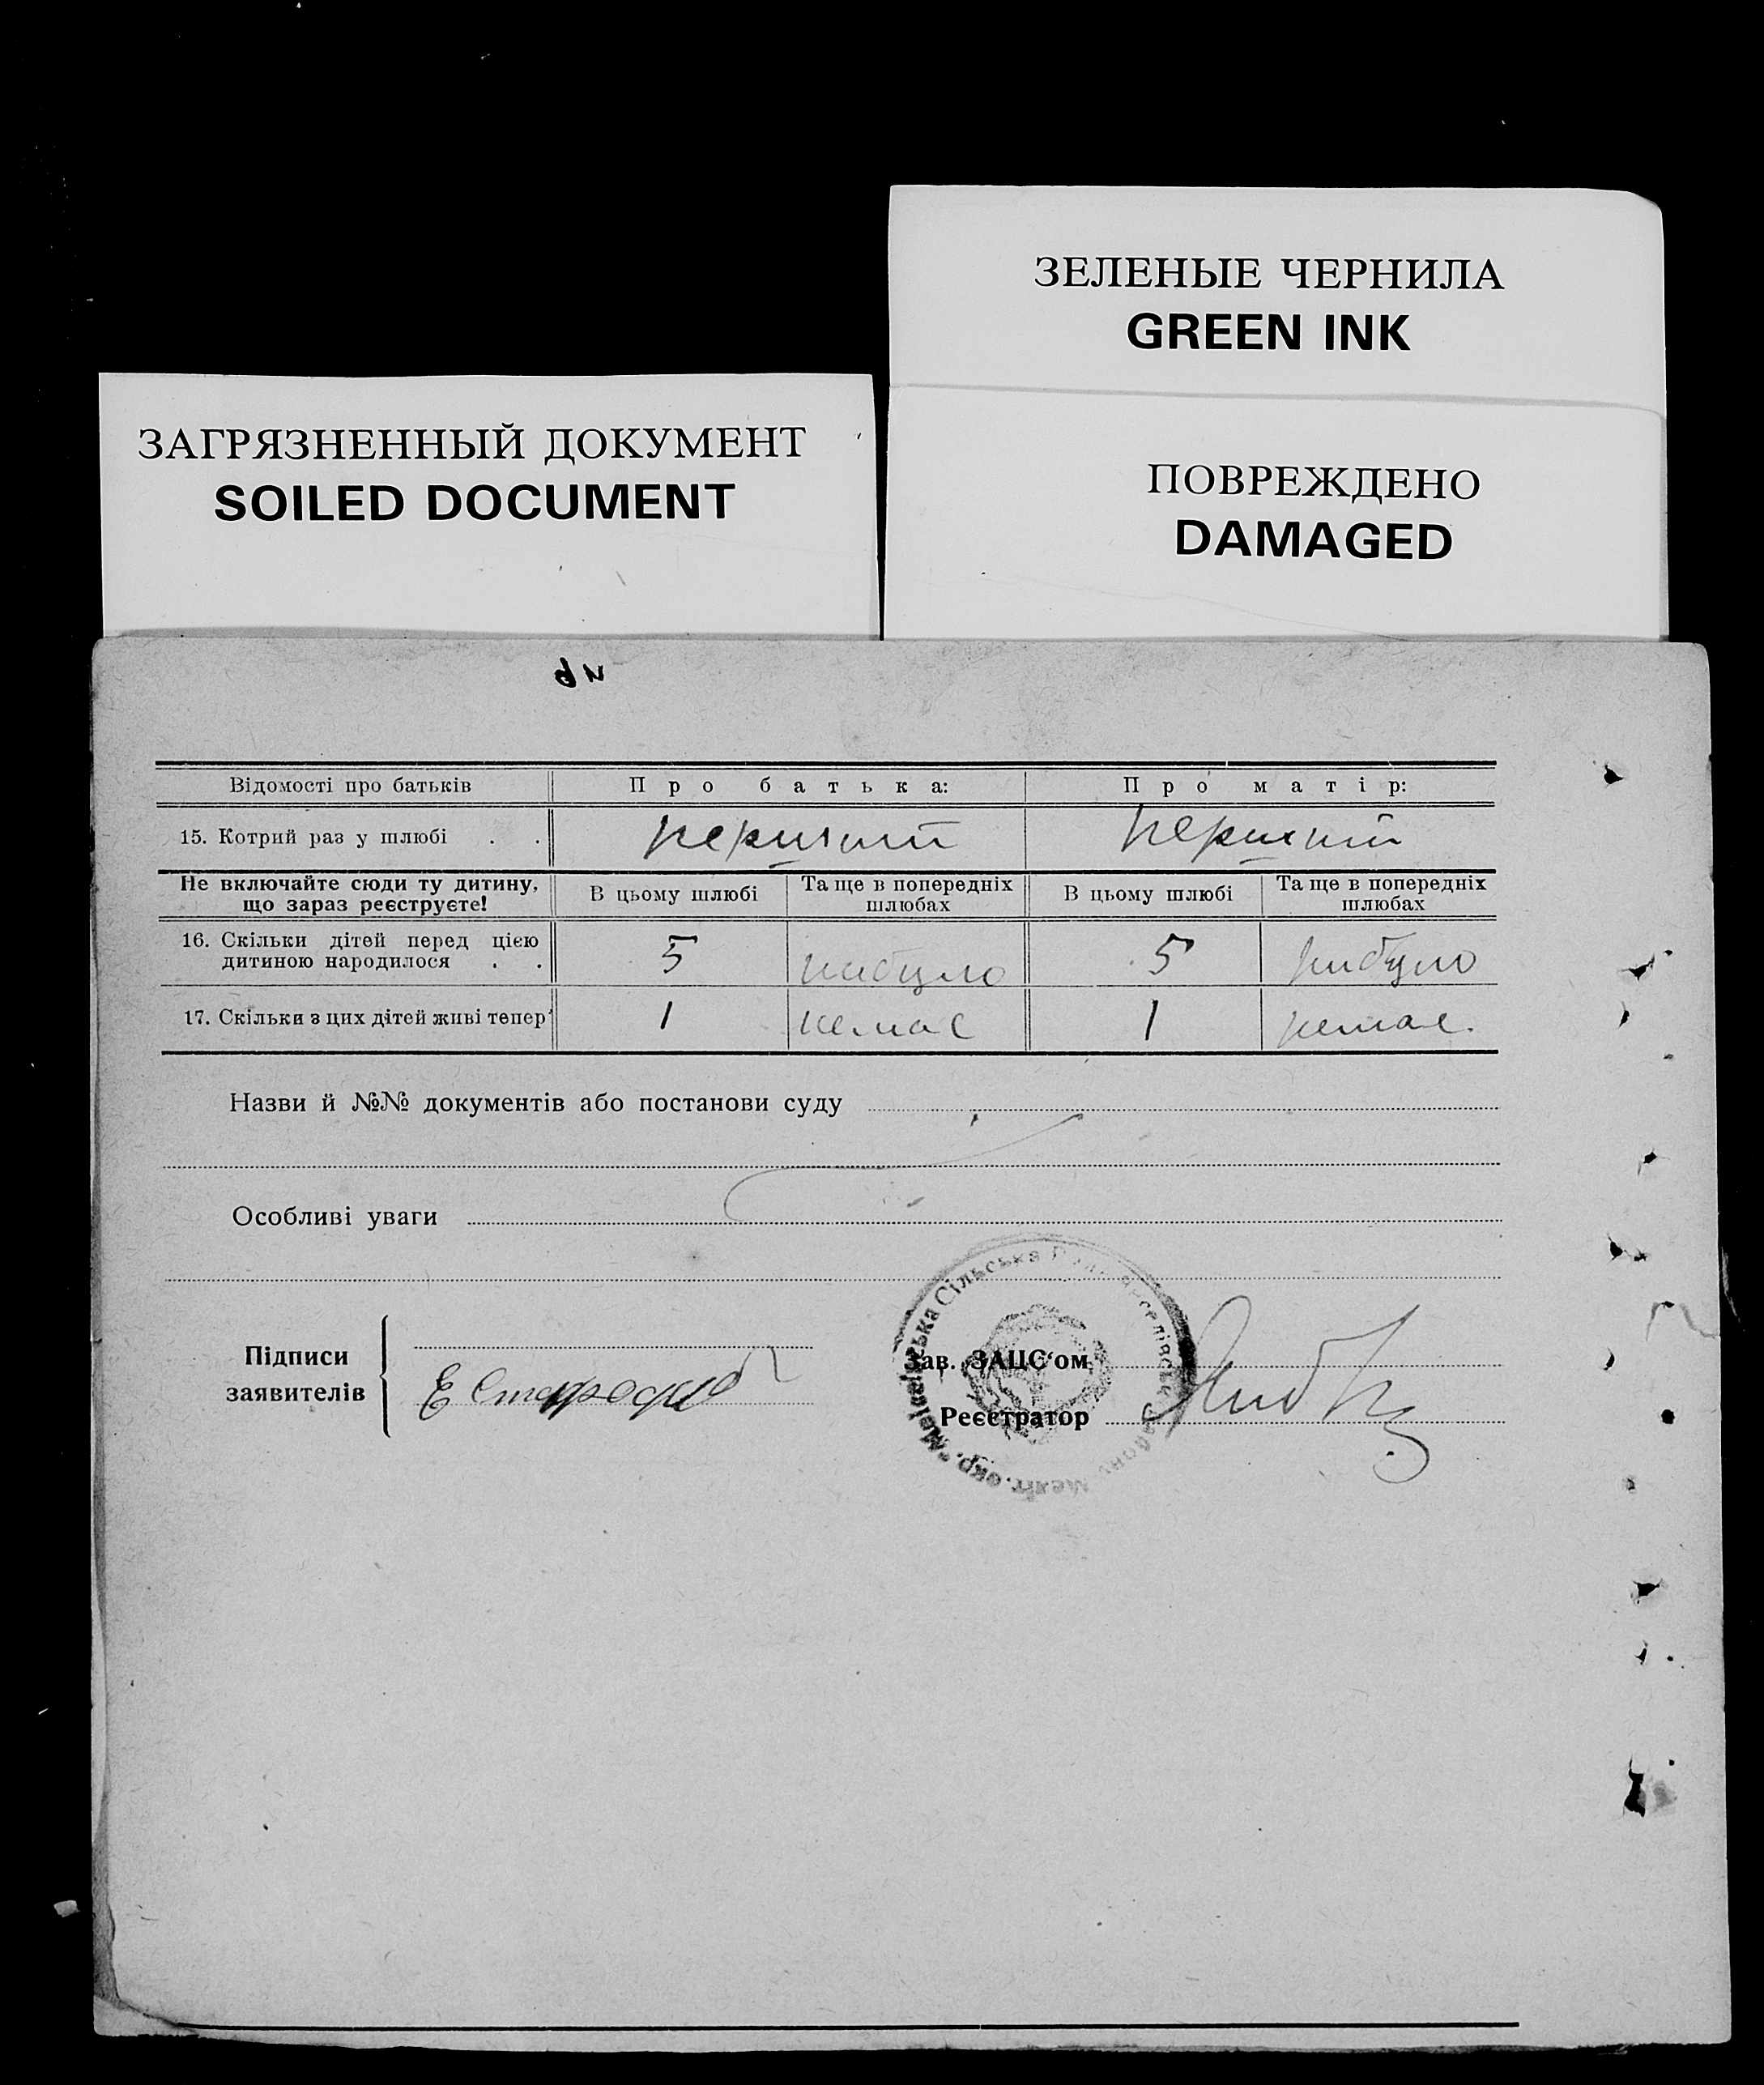 ЗЕЛЕНЫЕ ЧЕРНИЛА
GREEN INK
ЗАГРЯЗНЕННЫЙ ДОКУМЕНТ
SOILED DOCUMENT
ПОВРЕЖДЕНО
DAMAGED
Відомості про батьків Про батька: Про матір:
15. Котрий раз у шлюбі . . перший перший
Не включайте сюди ту дитину, що зараз реєструєте! В цьому шлюбі Та ще в попередніх шлюбах В цьому шлюбі Та ще в попередніх шлюбах
16. Скільки дітей перед цією дитиною народилося . . 5 небуло 5 небуло
17. Скільки з цих дітей живі тепер 1 немає 1 немає.
Назви й №№ документів або постанови суду
Особливі уваги
Підписи заявителів
Е
Зав. „ЗАЦС“ом
Реєстратор
Сільська
окр.